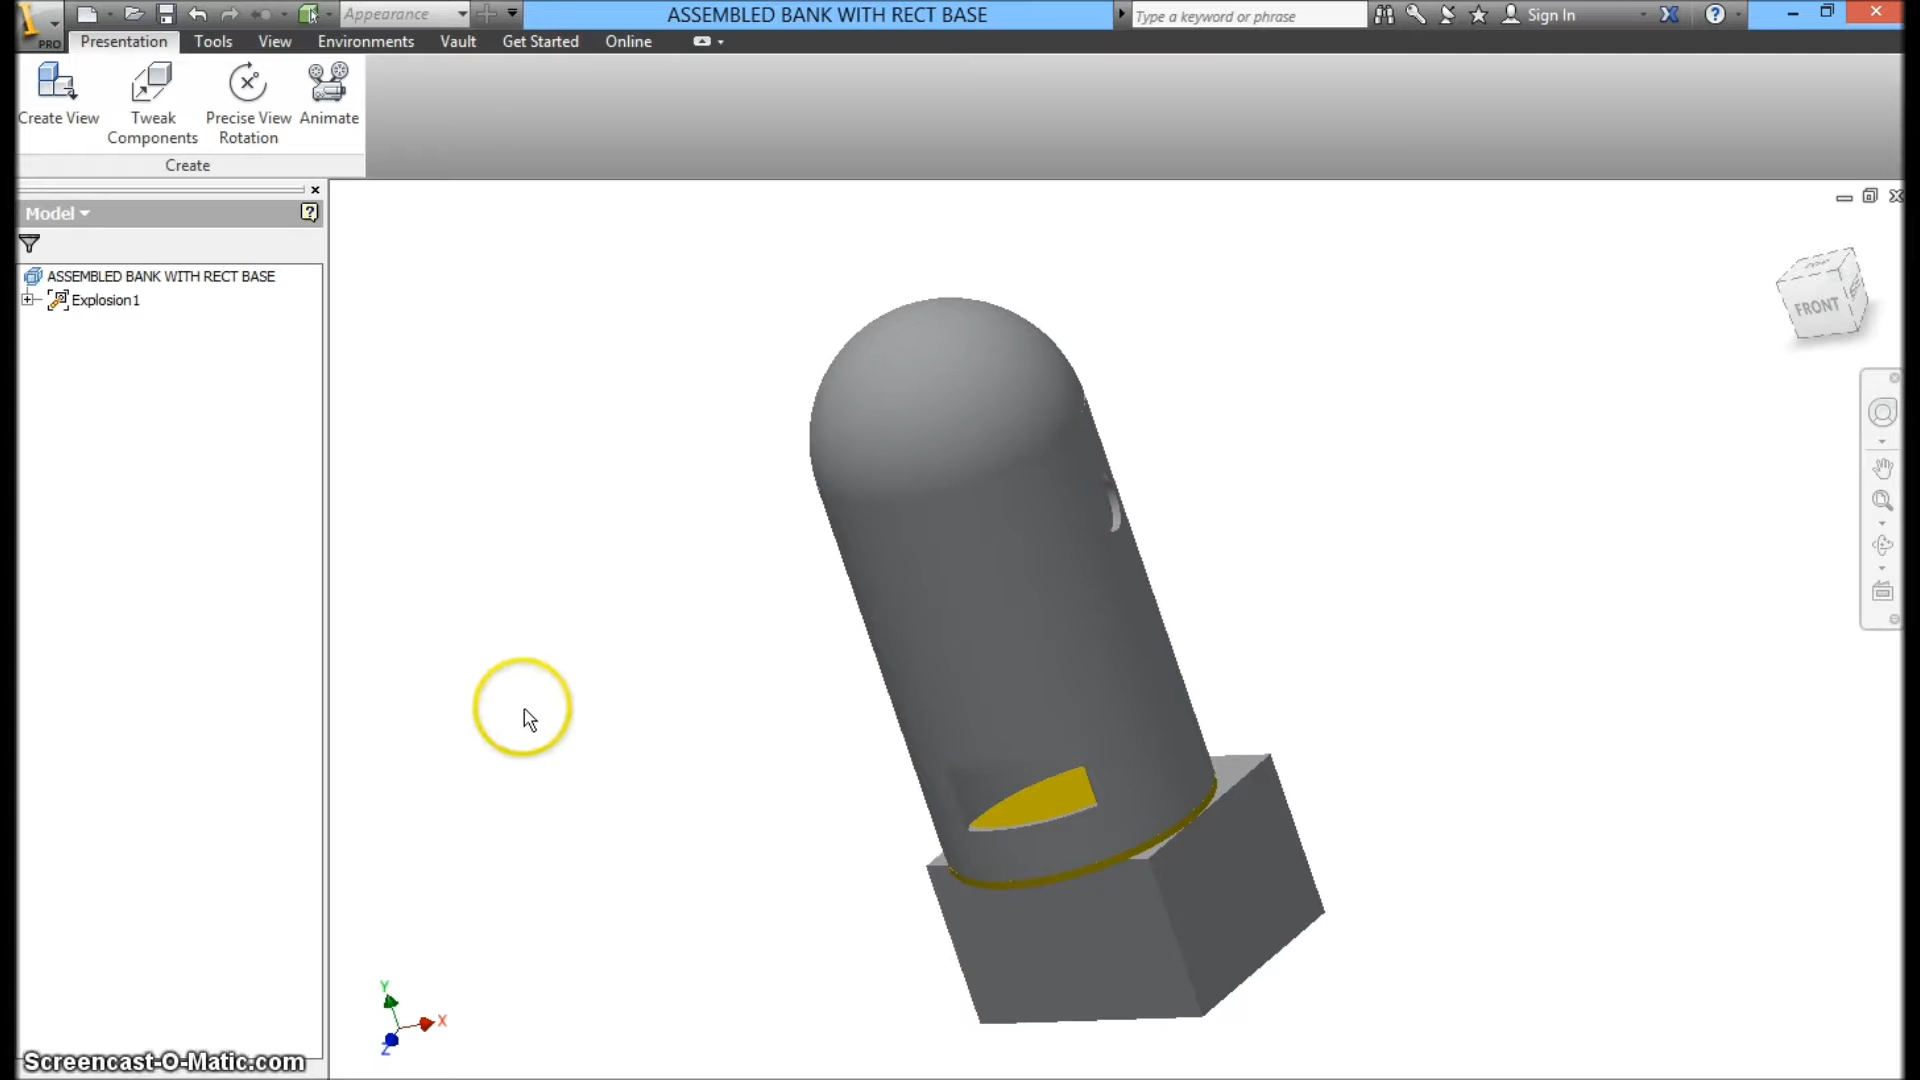 Appearance
ASSEMBLED BANK WITH RECT BASE
Type a keyword or phrase
Sign In
PRO
Presentation
Tools
View
Environments
Vault
Get Started
Online
Create View
Tweak
Components
Precise View
Rotation
Animate
Create
Model
ASSEMBLED BANK WITH RECT BASE
Explosion1
FRONT
Y
X
Z
Screencast-O-Matic.com